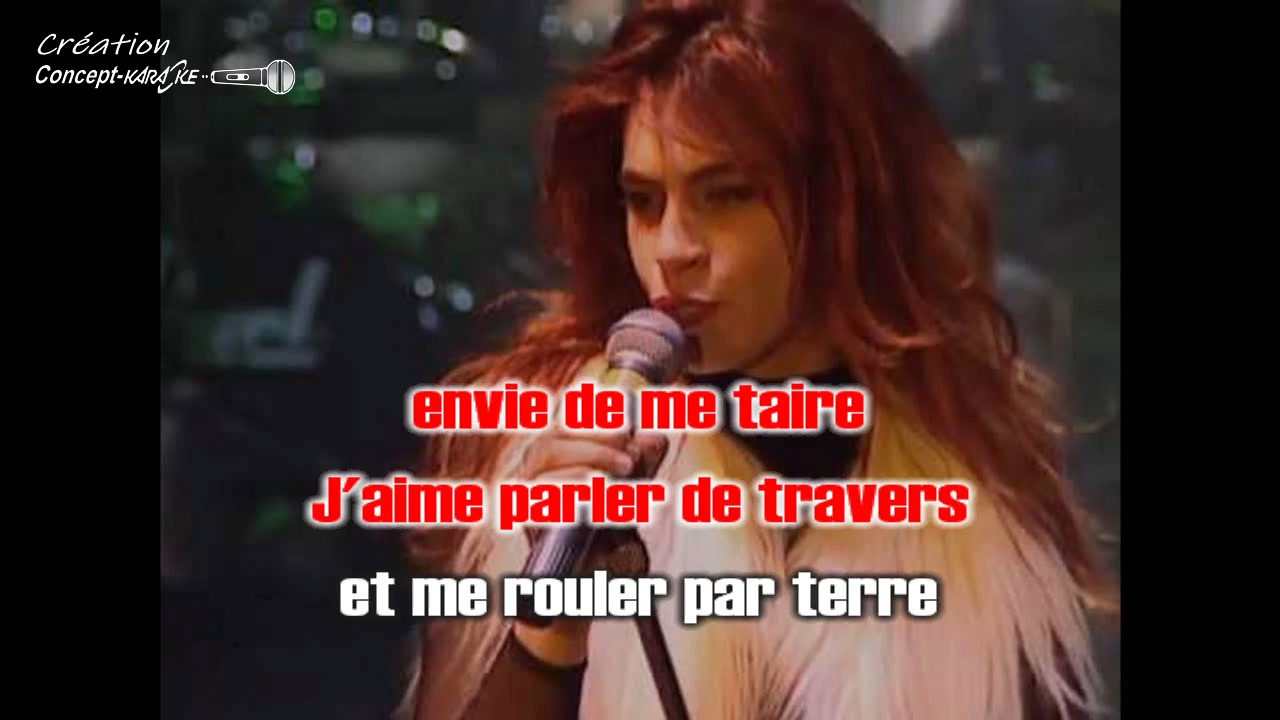 Création
Concept-KARAOKE
envie de me taire
J'aime parler de travers
et me rouler par terre